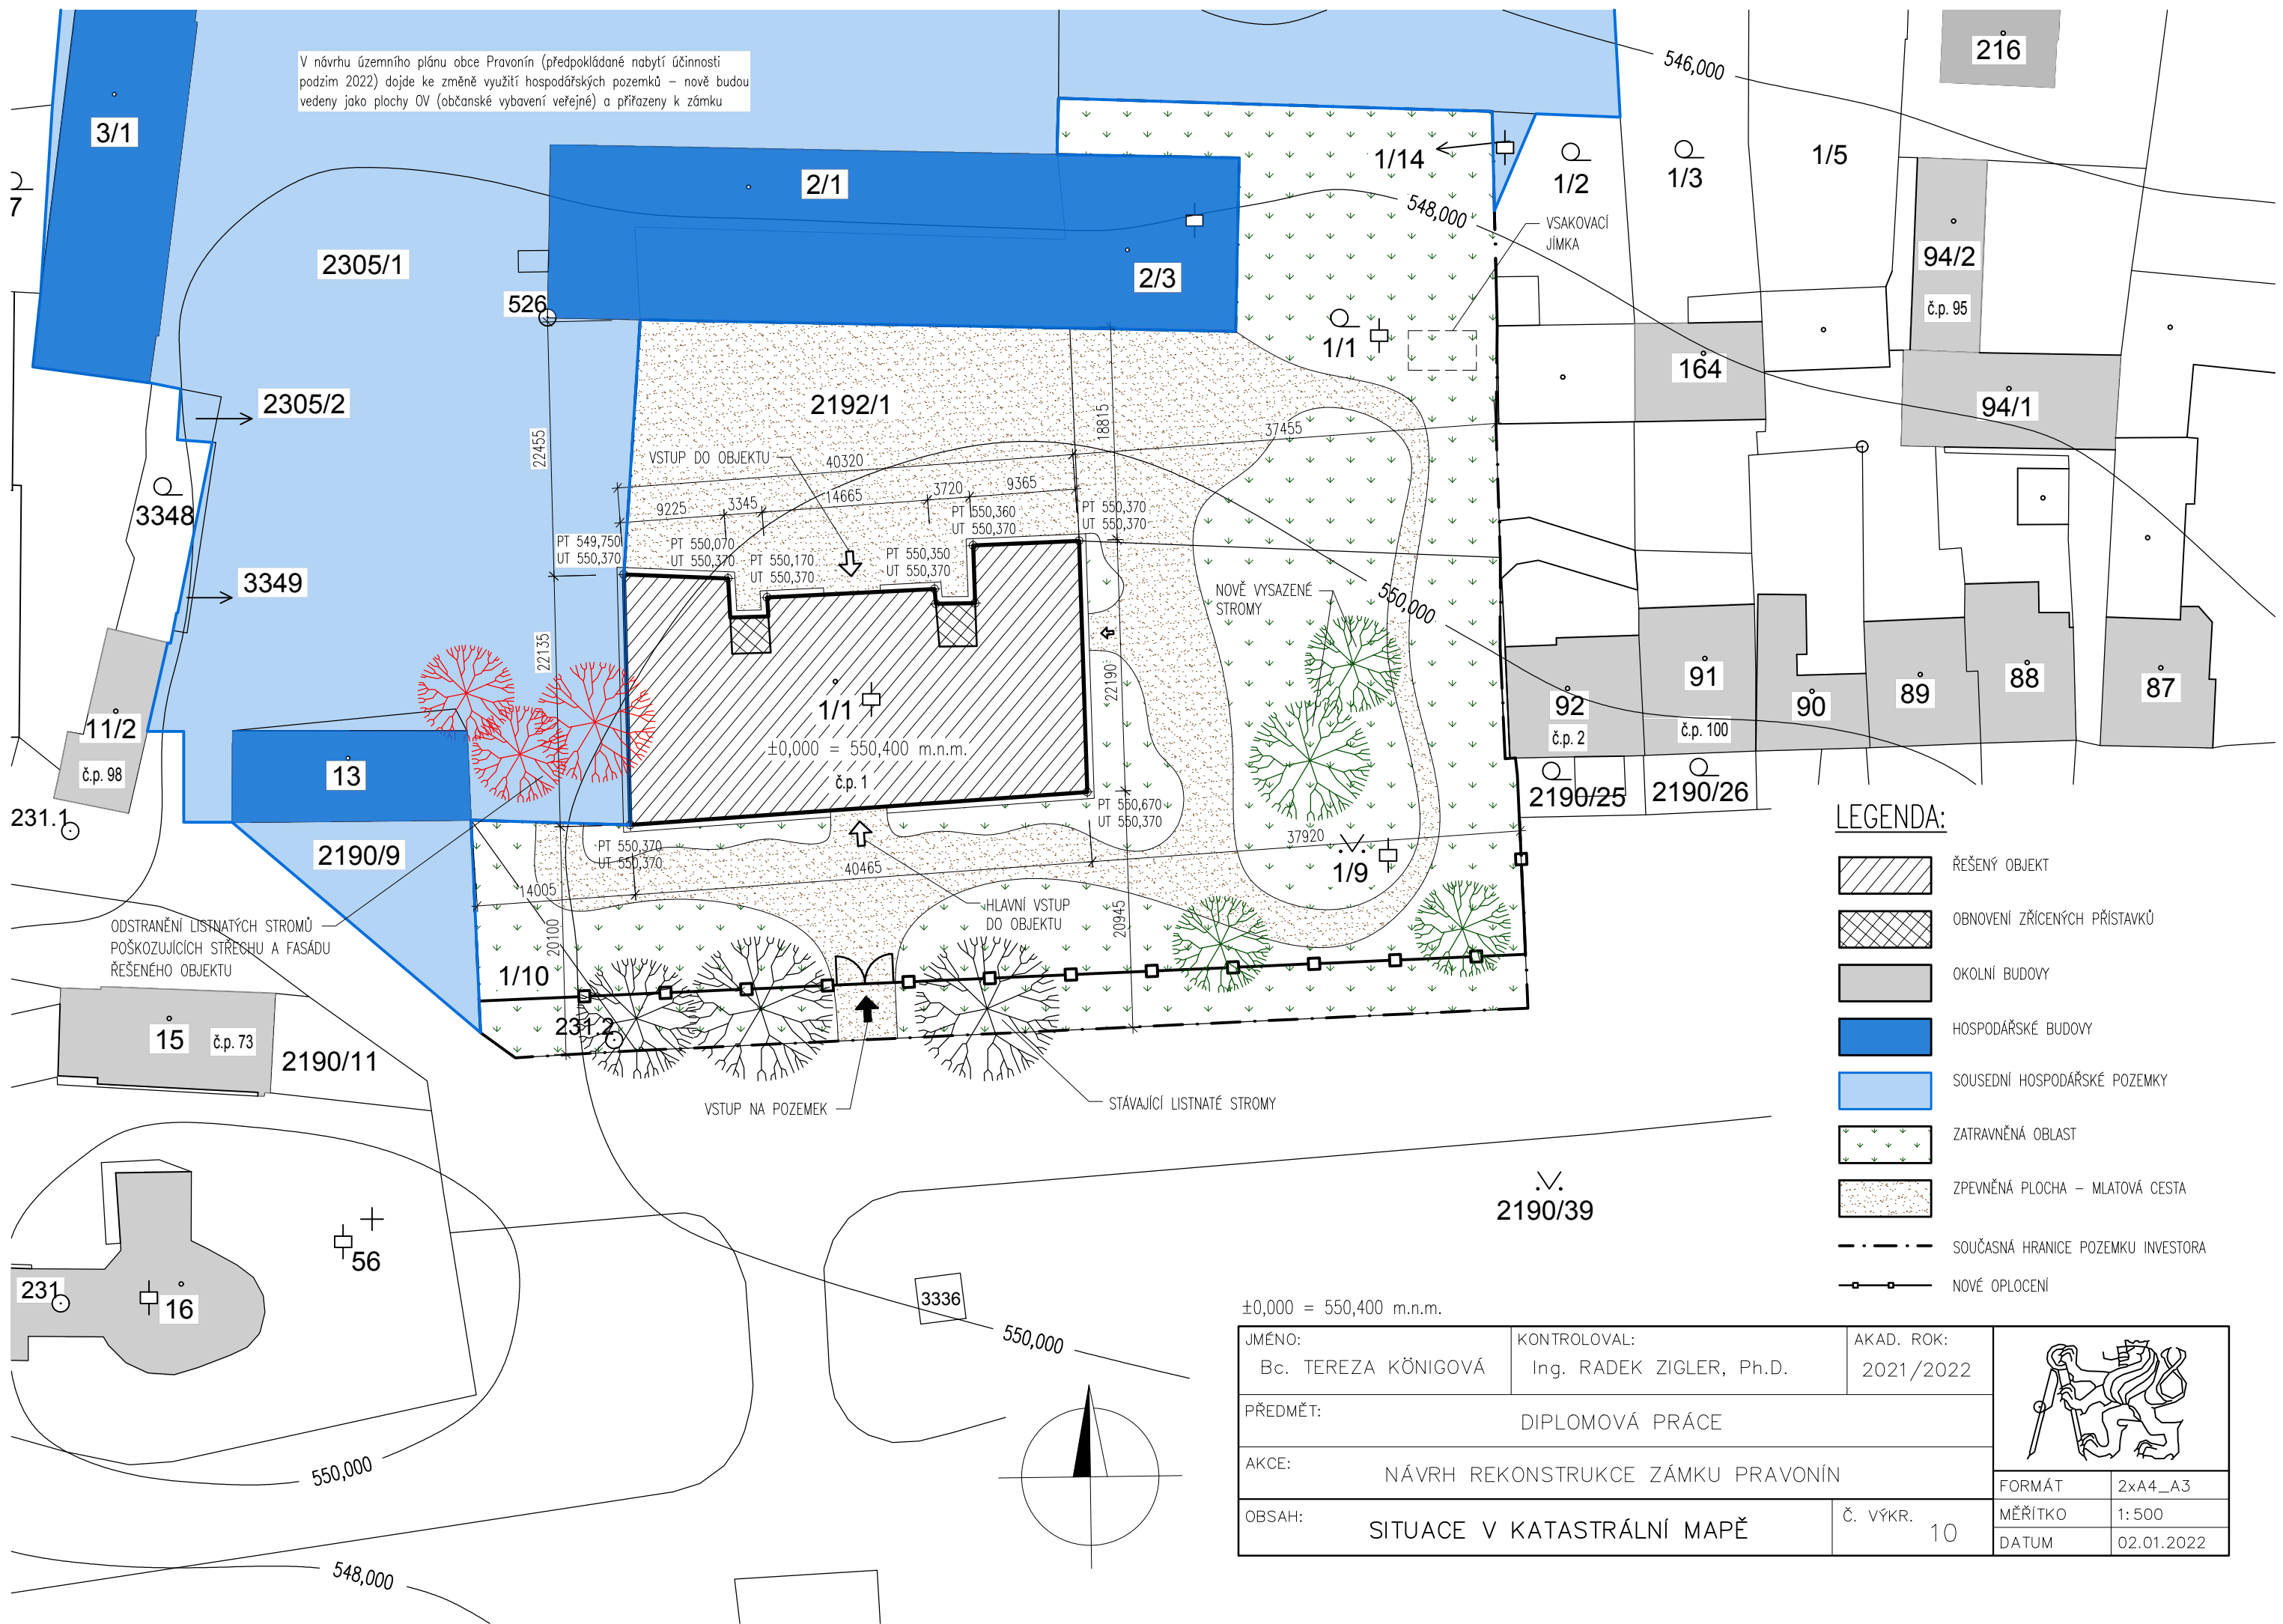 V návrhu územního plánu obce Pravonín (předpokládané nabytí účinnosti
podzim 2022) dojde ke změně využití hospodářských pozemků – nově budou
vedeny jako plochy OV (občanské vybavení veřejné) a přiřazeny k zámku
546,000
216
3/1
2/1
1/14
1/2
1/3
1/5
7
548,000
VSAKOVACÍ
JÍMKA
94/2
č.p. 95
2305/1
2/3
526
1/1
164
2305/2
2192/1
94/1
22455
18815
37455
VSTUP DO OBJEKTU
40320
9225
3345
14665
3720
9365
3348
PT 549,750
UT 550,370
PT 550,070
UT 550,370
PT 550,170
UT 550,370
PT 550,350
UT 550,370
PT 550,360
UT 550,370
PT 550,370
UT 550,370
3349
NOVĚ VYSAZENÉ
STROMY
550,000
22135
22190
1/1
±0,000 = 550,400 m.n.m.
č.p. 1
92
č.p. 2
91
č.p. 100
90
89
88
87
11/2
č.p. 98
13
231.1
2190/25
2190/26
PT 550,670
UT 550,370
2190/9
PT 550,370
UT 550,370
37920
1/9
40465
14005
HLAVNÍ VSTUP
DO OBJEKTU
20945
20100
ODSTRANĚNÍ LISTNATÝCH STROMŮ
POŠKOZUJÍCÍCH STŘECHU A FASÁDU
ŘEŠENÉHO OBJEKTU
1/10
231.2
15
č.p. 73
2190/11
VSTUP NA POZEMEK
STÁVAJÍCÍ LISTNATÉ STROMY
2190/39
56
231
16
3336
550,000
550,000
548,000
LEGENDA:
ŘEŠENÝ OBJEKT
OBNOVENÍ ZŘÍCENÝCH PŘÍSTAVKŮ
OKOLNÍ BUDOVY
HOSPODÁŘSKÉ BUDOVY
SOUSEDNÍ HOSPODÁŘSKÉ POZEMKY
ZATRAVNĚNÁ OBLAST
ZPEVNĚNÁ PLOCHA – MLATOVÁ CESTA
SOUČASNÁ HRANICE POZEMKU INVESTORA
NOVÉ OPLOCENÍ
±0,000 = 550,400 m.n.m.
JMÉNO:
Bc. TEREZA KÖNIGOVÁ
KONTROLOVAL:
Ing. RADEK ZIGLER, Ph.D.
AKAD. ROK:
2021/2022
PŘEDMĚT:
DIPLOMOVÁ PRÁCE
AKCE:
NÁVRH REKONSTRUKCE ZÁMKU PRAVONÍN
OBSAH:
SITUACE V KATASTRÁLNÍ MAPĚ
Č. VÝKR.
10
FORMÁT 2xA4_A3
MĚŘÍTKO 1:500
DATUM 02.01.2022